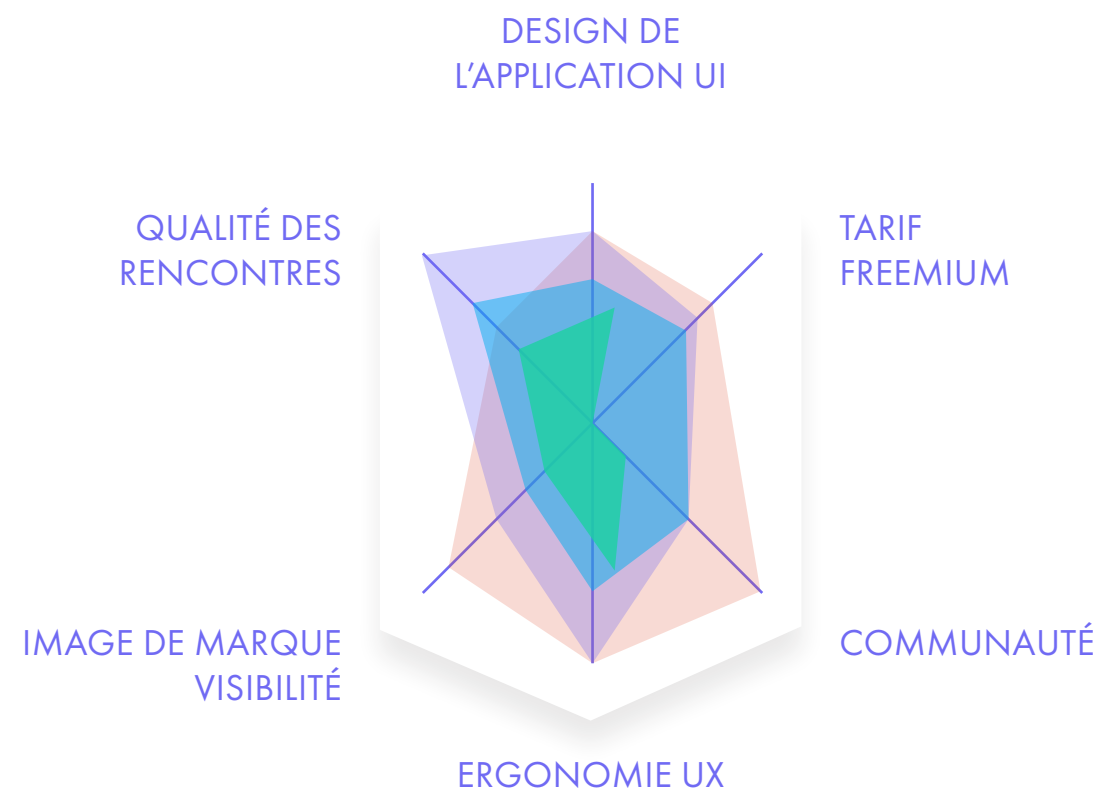 DESIGN DE
L'APPLICATION UI
QUALITÉ DES
RENCONTRES
TARIF
FREEMIUM
IMAGE DE MARQUE
VISIBILITÉ
COMMUNAUTÉ
ERGONOMIE UX